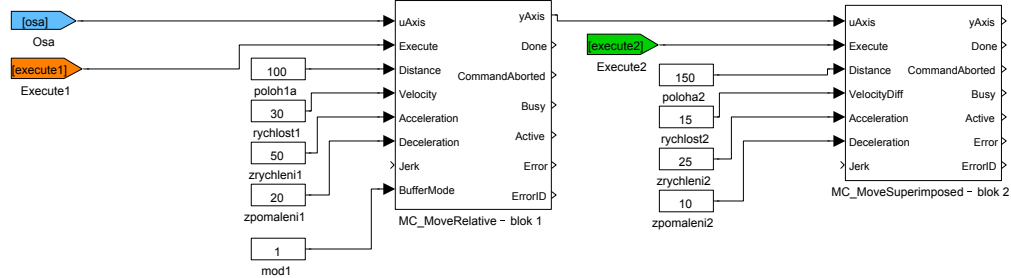 [osa]
Osa
[execute1]
Execute1
100
poloh1a
30
rychlost1
50
zrychleni1
20
zpomaleni1
1
mod1
uAxis
Execute
Distance
Velocity
Acceleration
Deceleration
Jerk
BufferMode
yAxis
Done
CommandAborted
Busy
Active
Error
ErrorID
MC_MoveRelative - blok 1
[execute2]
Execute2
150
poloha2
15
rychlost2
25
zrychleni2
10
zpomaleni2
uAxis
Execute
Distance
VelocityDiff
Acceleration
Deceleration
Jerk
yAxis
Done
CommandAborted
Busy
Active
Error
ErrorID
MC_MoveSuperimposed - blok 2